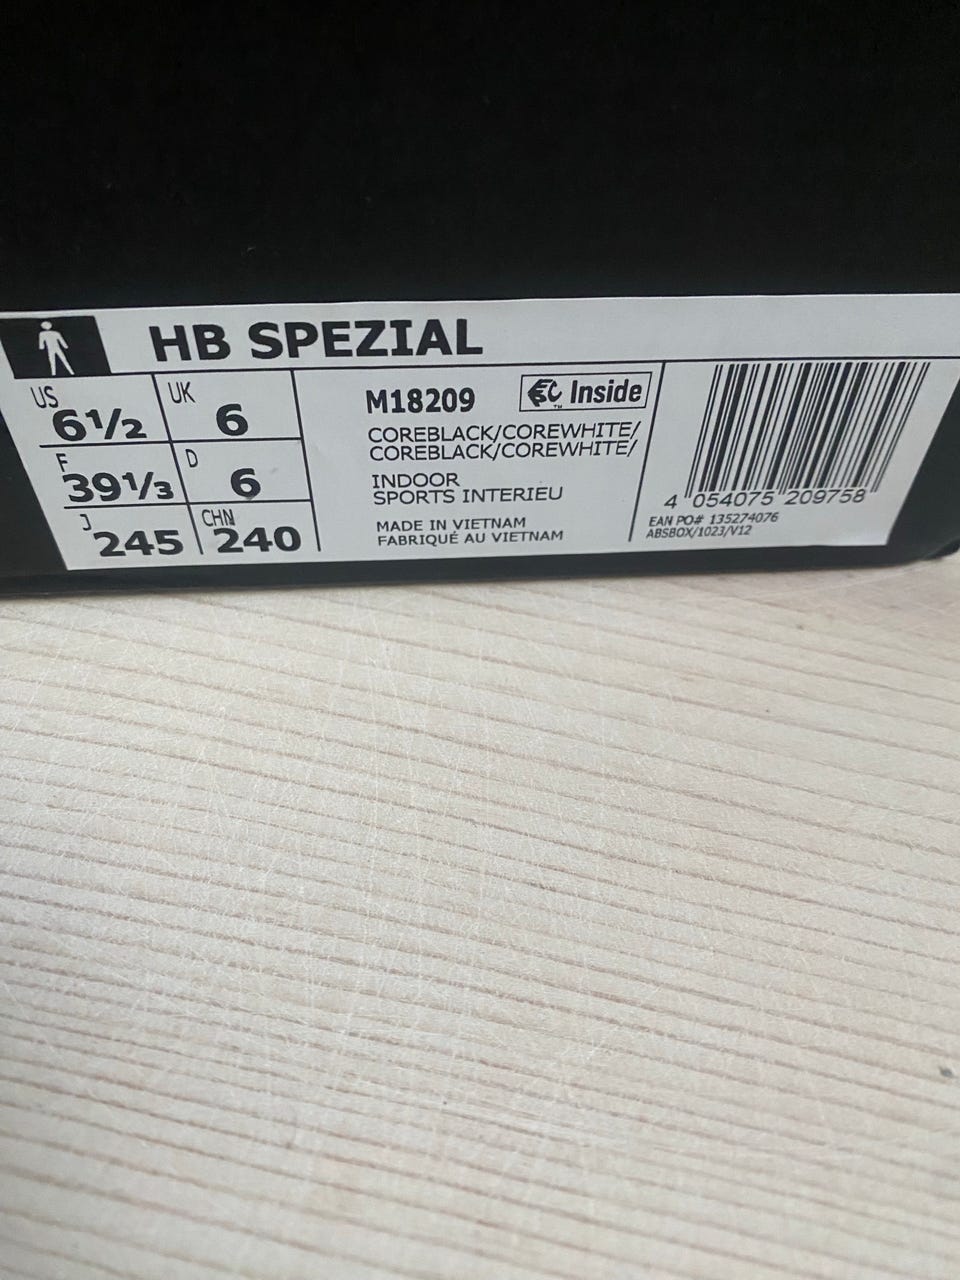 HB SPEZIAL
US 6½ UK 6
F 39⅓ D 6
J 245 CHN 240
M18209
Inside
TM
COREBLACK/COREWHITE/
COREBLACK/COREWHITE/
INDOOR
SPORTS INTERIEU
MADE IN VIETNAM
FABRIQUÉ AU VIETNAM
4 054075 209758
EAN PO# 135274076
ABSBOX/1023/V12